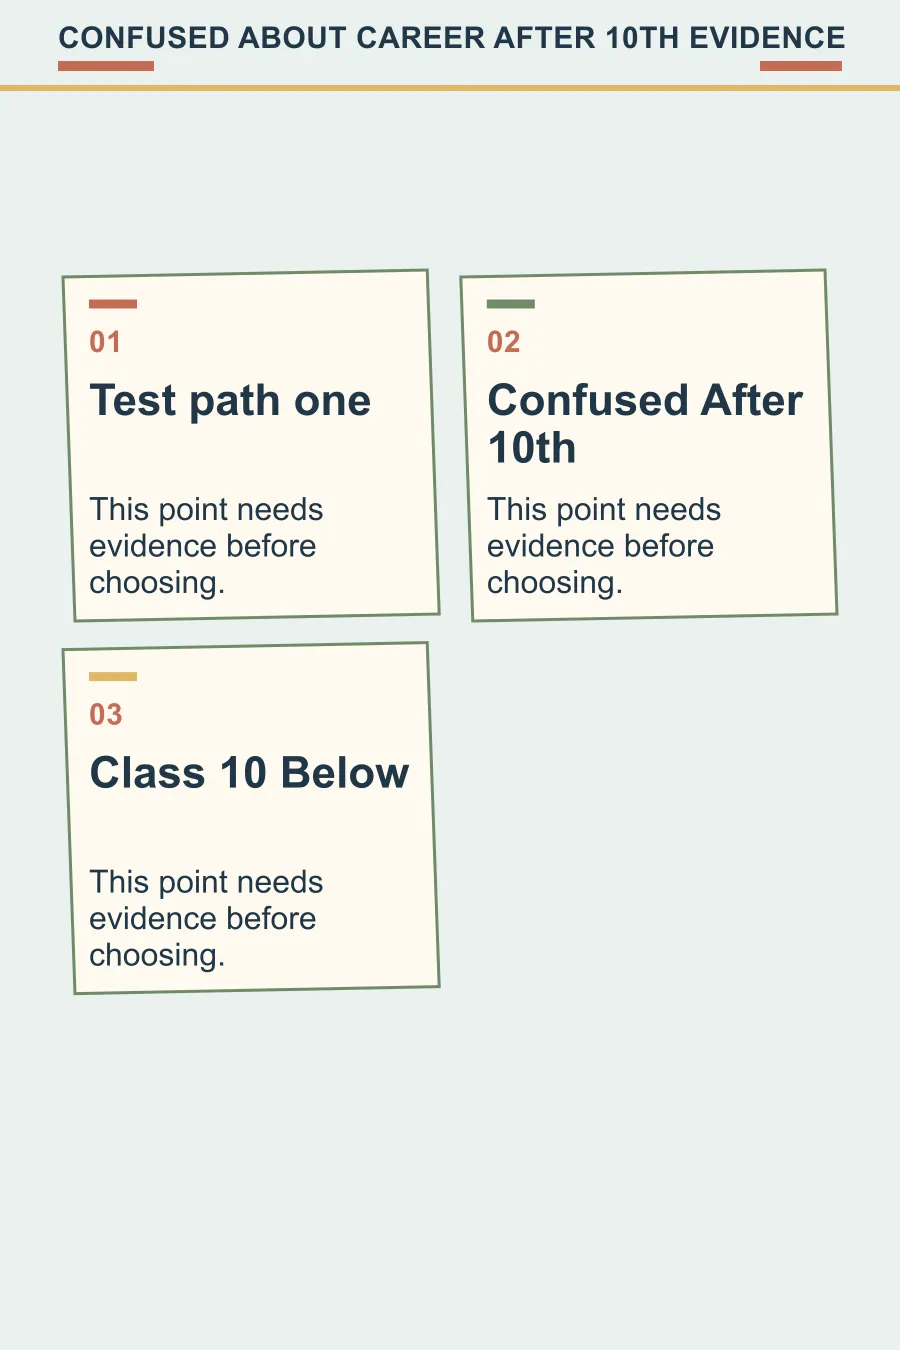 CONFUSED ABOUT CAREER AFTER 10TH EVIDENCE
01
Test path one
This point needs
evidence before
choosing.
02
Confused After
10th
This point needs
evidence before
choosing.
03
Class 10 Below
This point needs
evidence before
choosing.